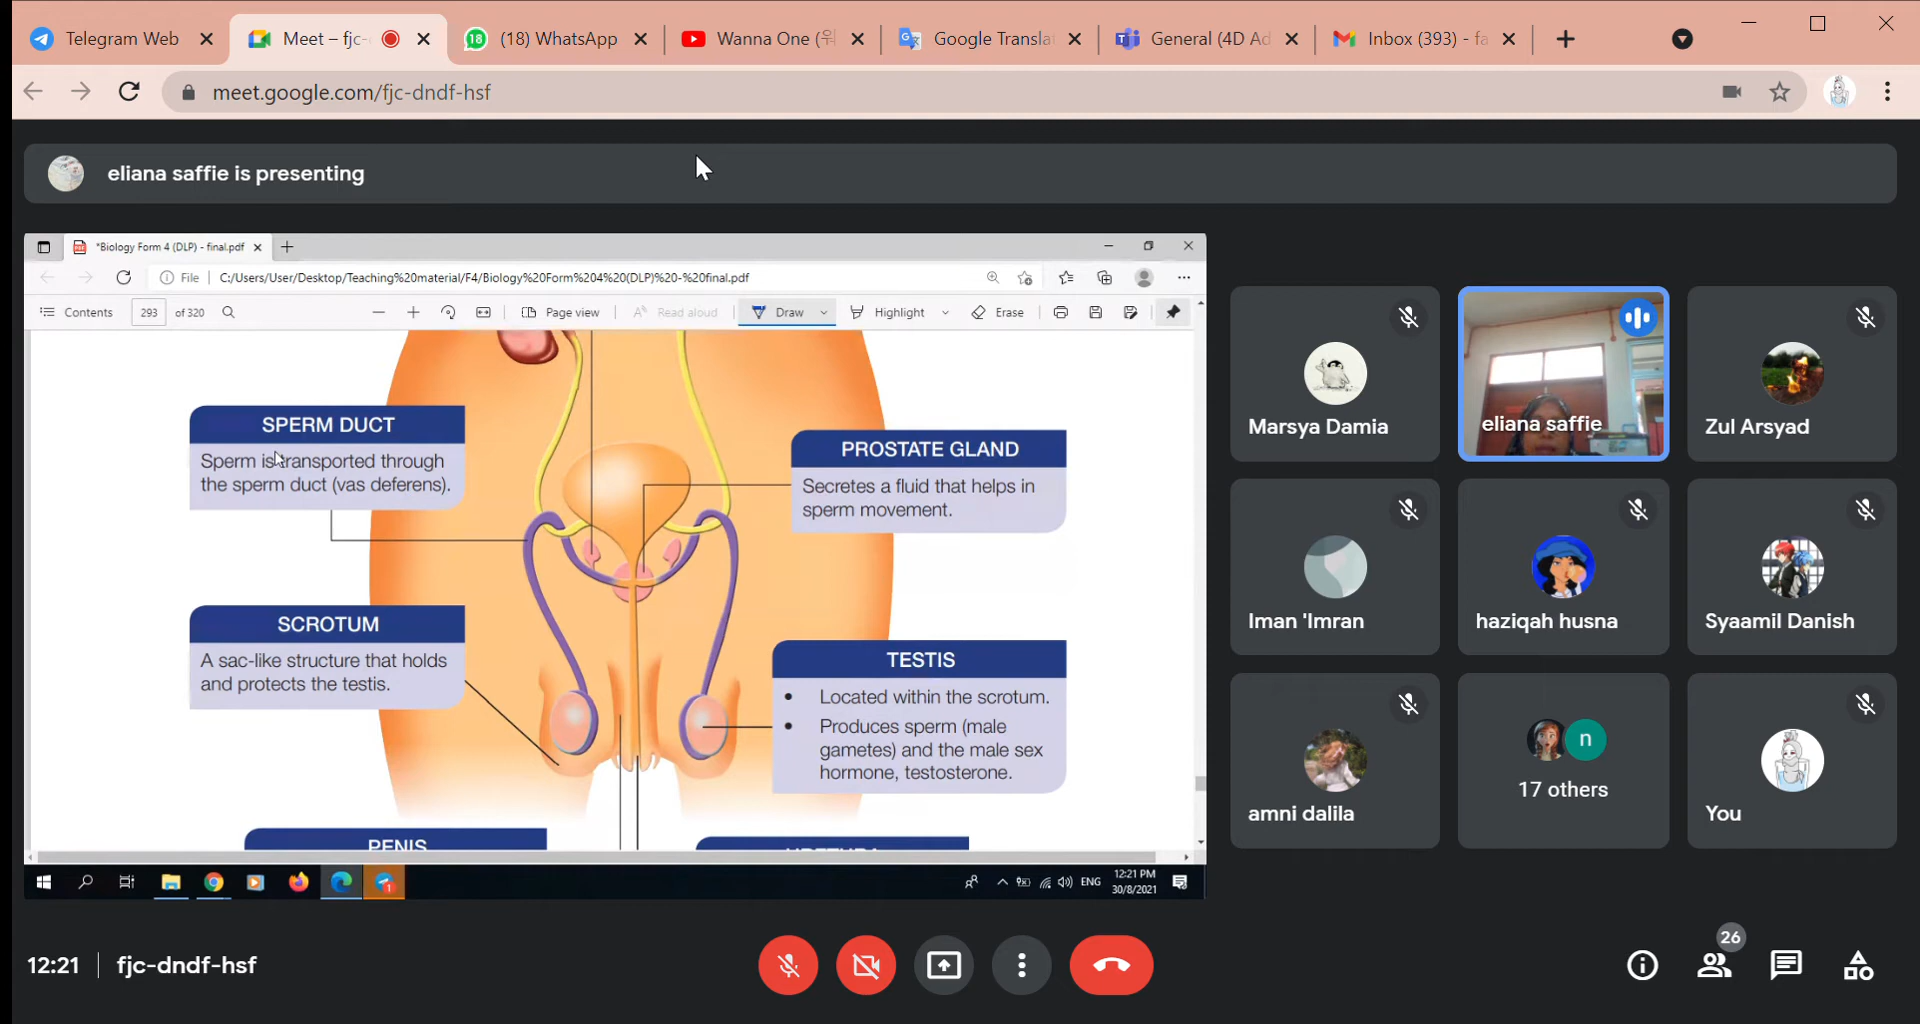 Telegram Web
Meet – fjc-
(18) WhatsApp
Wanna One (워
Google Translat
General (4D Ad
Inbox (393) - fa
meet.google.com/fjc-dndf-hsf
eliana saffie is presenting
*Biology Form 4 (DLP) - final.pdf
File
C:/Users/User/Desktop/Teaching%20material/F4/Biology%20Form%204%20(DLP)%20-%20final.pdf
Contents
293
of 320
Page view
Read aloud
Draw
Highlight
Erase
SPERM DUCT
Sperm is transported through
the sperm duct (vas deferens).
PROSTATE GLAND
Secretes a fluid that helps in
sperm movement.
SCROTUM
A sac-like structure that holds
and protects the testis.
TESTIS
• Located within the scrotum.
• Produces sperm (male
gametes) and the male sex
hormone, testosterone.
PENIS
URETHRA
ENG
12:21 PM
30/8/2021
Marsya Damia
eliana saffie
Zul Arsyad
Iman 'Imran
haziqah husna
Syaamil Danish
amni dalila
n
17 others
You
12:21
fjc-dndf-hsf
26